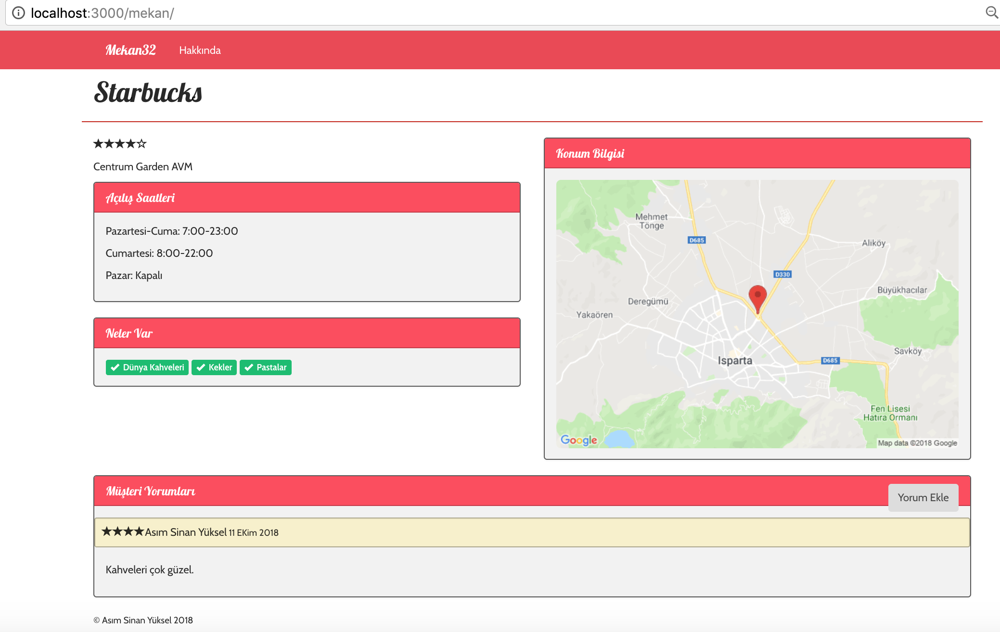 localhost:3000/mekan/
Mekan32 Hakkında
Starbucks
★★★★☆
Centrum Garden AVM
Açılış Saatleri
Pazartesi-Cuma: 7:00-23:00
Cumartesi: 8:00-22:00
Pazar: Kapalı
Neler Var
Dünya Kahveleri Kekler Pastalar
Konum Bilgisi
Mehmet
Tönge
D685
Aliköy
D330
Büyükhacılar
Deregümü
Yakaören
Savköy
Isparta
D685
Fen Lisesi
Hatıra Ormanı
Google
Map data ©2018 Google
Müşteri Yorumları
Yorum Ekle
★★★★Asım Sinan Yüksel 11 EKim 2018
Kahveleri çok güzel.
© Asım Sinan Yüksel 2018